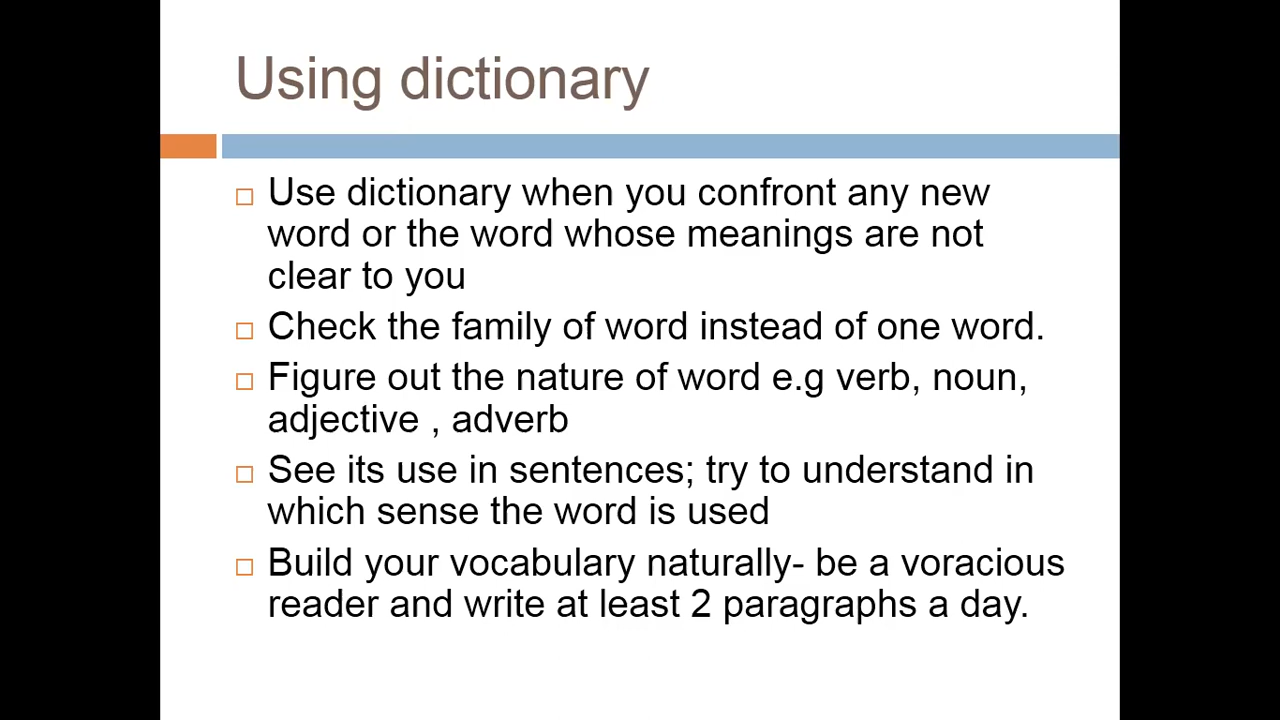 Using dictionary
Use dictionary when you confront any new
word or the word whose meanings are not
clear to you
Check the family of word instead of one word.
Figure out the nature of word e.g verb, noun,
adjective , adverb
See its use in sentences; try to understand in
which sense the word is used
Build your vocabulary naturally- be a voracious
reader and write at least 2 paragraphs a day.